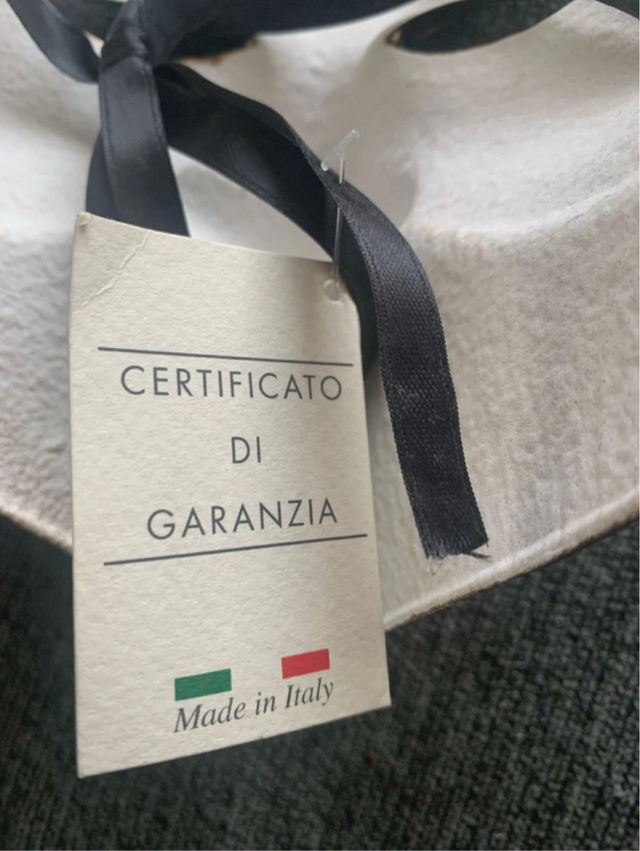 CERTIFICATO
DI
GARANZIA
Made in Italy